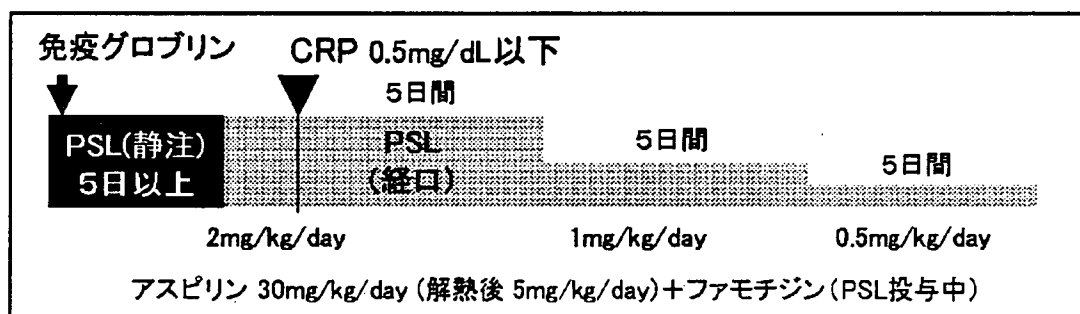 免疫グロブリン
CRP 0.5mg/dL以下
5日間
PSL(静注)
5日以上
PSL
(経口)
5日間
5日間
2mg/kg/day
1mg/kg/day
0.5mg/kg/day
アスピリン 30mg/kg/day (解熱後 5mg/kg/day)+ファモチジン(PSL投与中)